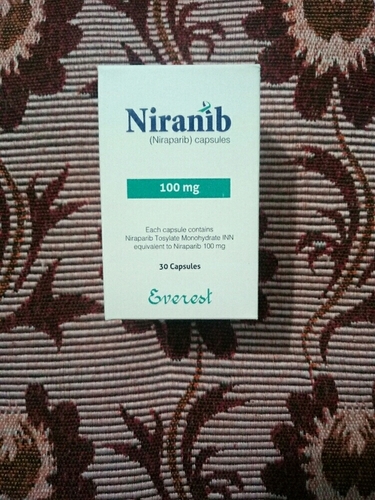 Niranib
(Niraparib) capsules
100 mg
Each capsule contains
Niraparib Tosylate Monohydrate INN
equivalent to Niraparib 100 mg
30 Capsules
Everest